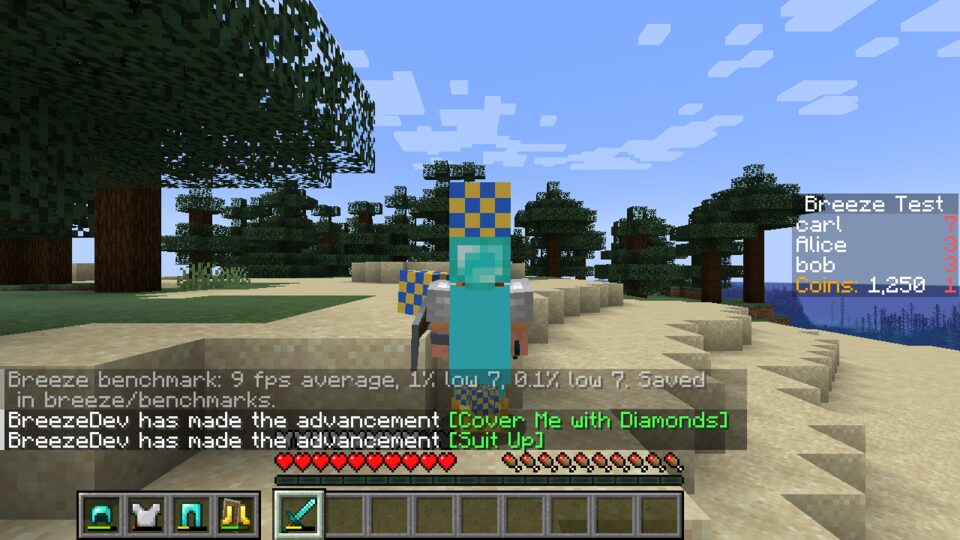 Breeze Test
carl 7
Alice 3
bob 2
Coins: 1,250 1
Breeze benchmark: 9 fps average, 1% low 7, 0.1% low 7. Saved
in breeze/benchmarks.
BreezeDev has made the advancement [Cover Me with Diamonds]
BreezeDev has made the advancement [Suit Up]